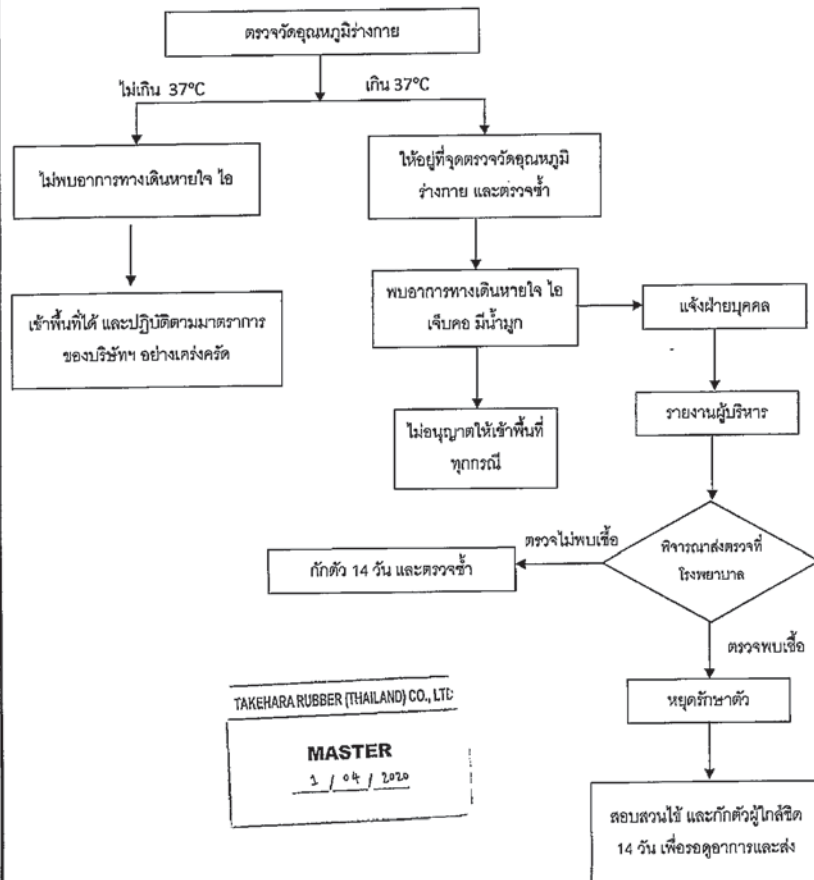 ตรวจวัดอุณหภูมิร่างกาย
ไม่เกิน 37°C
เกิน 37°C
ไม่พบอาการทางเดินหายใจ ไอ
ให้อยู่ที่จุดตรวจวัดอุณหภูมิ
ร่างกาย และตรวจซ้ำ
เข้าพื้นที่ได้ และปฏิบัติตามมาตราการ
ของบริษัทฯ อย่างเคร่งครัด
พบอาการทางเดินหายใจ ไอ
เจ็บคอ มีน้ำมูก
แจ้งฝ่ายบุคคล
ไม่อนุญาตให้เข้าพื้นที่
ทุกกรณี
รายงานผู้บริหาร
พิจารณาส่งตรวจที่
โรงพยาบาล
ตรวจไม่พบเชื้อ
กักตัว 14 วัน และตรวจซ้ำ
ตรวจพบเชื้อ
หยุดรักษาตัว
TAKEHARA RUBBER (THAILAND) CO., LTD
MASTER
1 / 04 / 2020
สอบสวนไข้ และกักตัวผู้ใกล้ชิด
14 วัน เพื่อรอดูอาการและส่ง